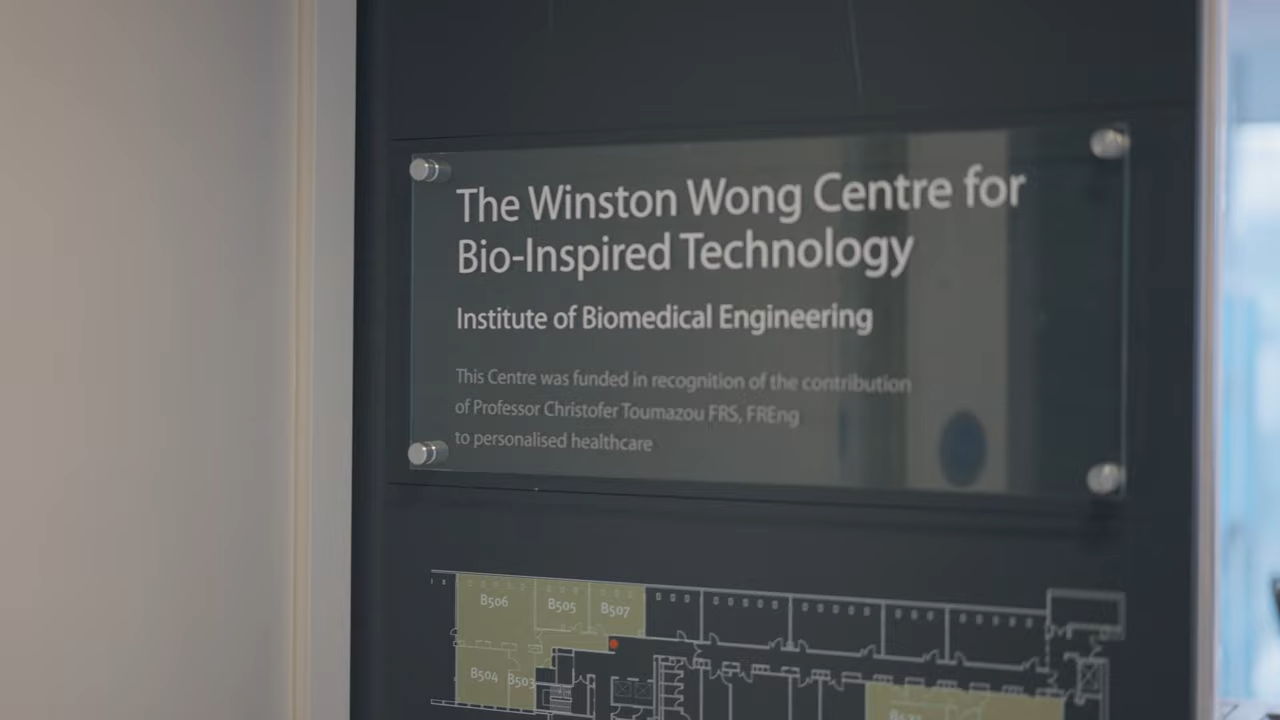 The Winston Wong Centre for
Bio-Inspired Technology
Institute of Biomedical Engineering
This Centre was funded in recognition of the contribution
of Professor Christofer Toumazou FRS, FREng
to personalised healthcare
B506
B505
B507
B504
B503